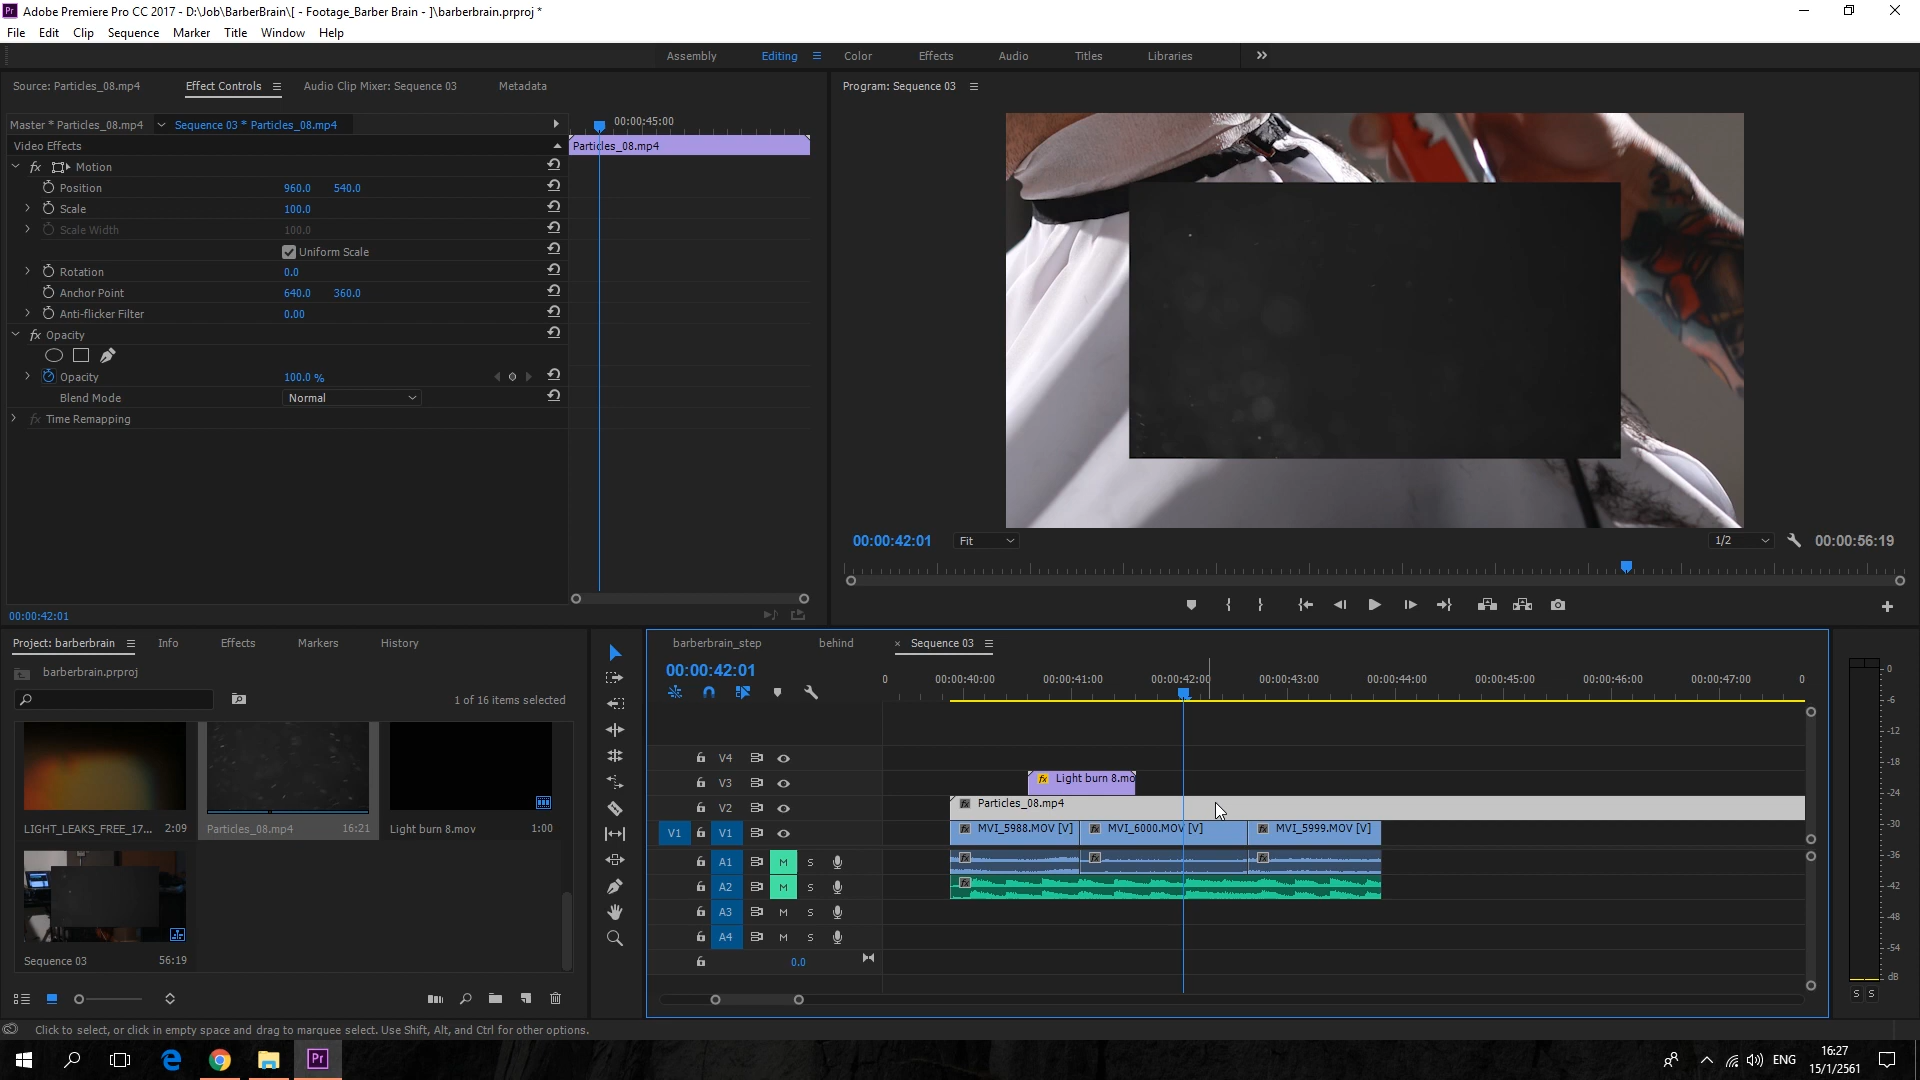 Adobe Premiere Pro CC 2017 - D:\Job\BarberBrain\[ - Footage_Barber Brain - ]\barberbrain.prproj *
File Edit Clip Sequence Marker Title Window Help
Assembly Editing Color Effects Audio Titles Libraries
Source: Particles_08.mp4 Effect Controls Audio Clip Mixer: Sequence 03 Metadata
Program: Sequence 03
Master * Particles_08.mp4 Sequence 03 * Particles_08.mp4
00:00:45:00
Video Effects
Particles_08.mp4
fx Motion
Position 960.0 540.0
Scale 100.0
Scale Width 100.0
Uniform Scale
Rotation 0.0
Anchor Point 640.0 360.0
Anti-flicker Filter 0.00
fx Opacity
Opacity 100.0 %
Blend Mode Normal
fx Time Remapping
00:00:42:01 Fit 1/2 00:00:56:19
00:00:42:01
Project: barberbrain Info Effects Markers History
barberbrain.prproj
1 of 16 items selected
LIGHT_LEAKS_FREE_17... 2:09
Particles_08.mp4 16:21
Light burn 8.mov 1:00
Sequence 03 56:19
barberbrain_step behind × Sequence 03
00:00:42:01
0 00:00:40:00 00:00:41:00 00:00:42:00 00:00:43:00 00:00:44:00 00:00:45:00 00:00:46:00 00:00:47:00 0
V4
V3 fx Light burn 8.mo
V2 fx Particles_08.mp4
V1 V1 fx MVI_5988.MOV [V] fx MVI_6000.MOV [V] fx MVI_5999.MOV [V]
A1 M S fx fx fx
A2 M S fx
A3 M S
A4 M S
0.0
0
-6
-12
-18
-24
-30
-36
-42
-48
-54
dB
S S
Click to select, or click in empty space and drag to marquee select. Use Shift, Alt, and Ctrl for other options.
Pr
ENG
16:27
15/1/2561